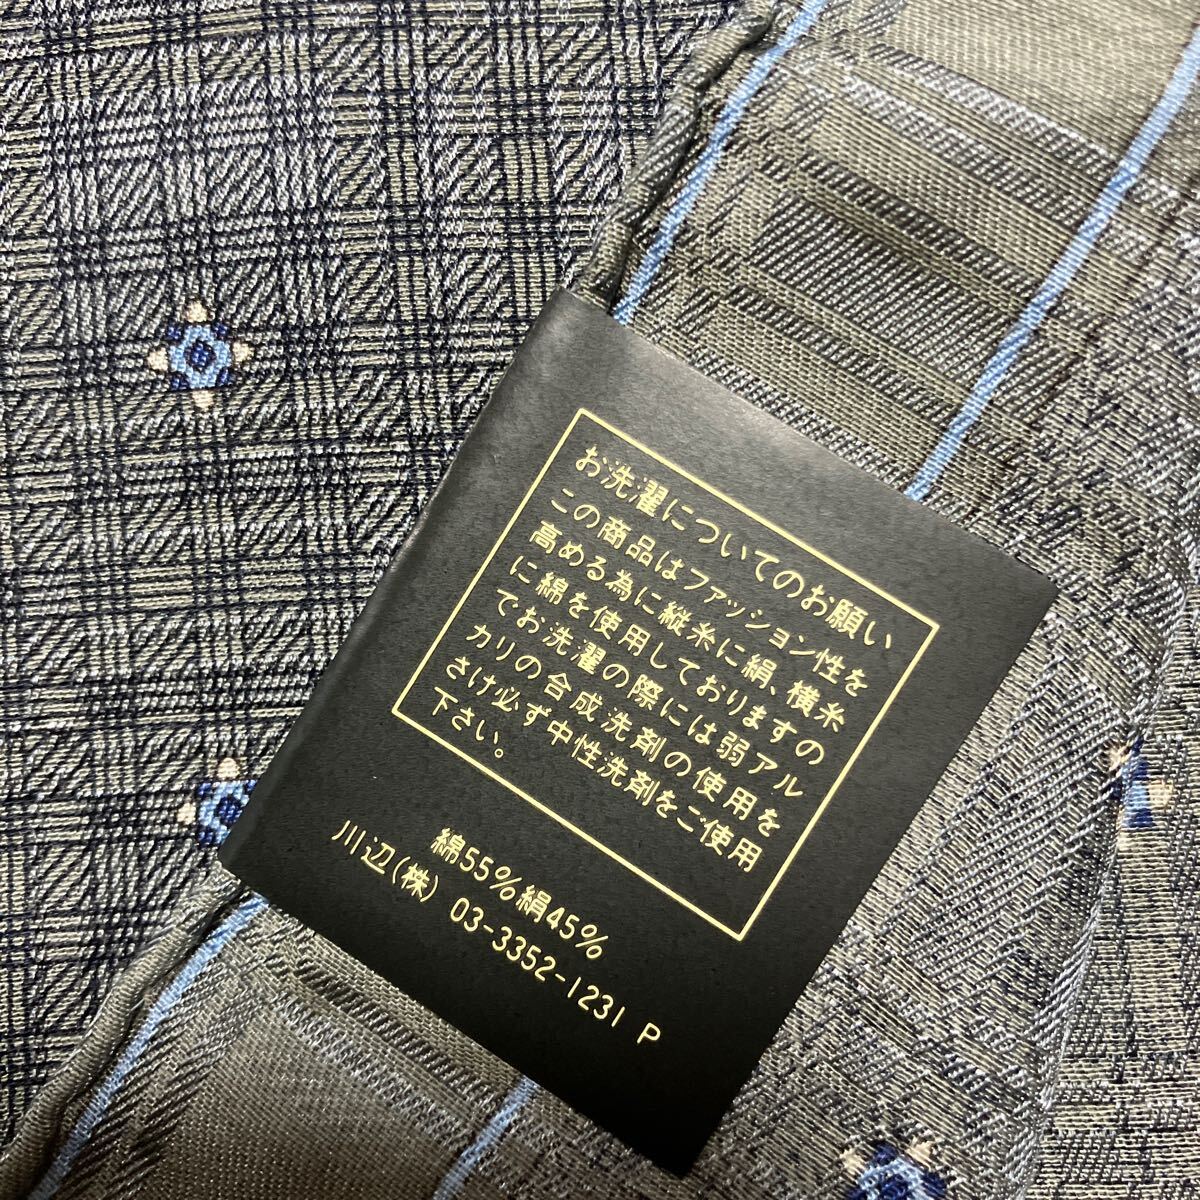 お洗濯についてのお願い
この商品はファッション性を
高める為に縦糸に絹、横糸
に綿を使用しておりますの
でお洗濯の際には弱アル
カリの合成洗剤の使用を
さけ必ず中性洗剤をご使用
下さい。
綿55%絹45%
川辺(株) 03-3352-1231 P